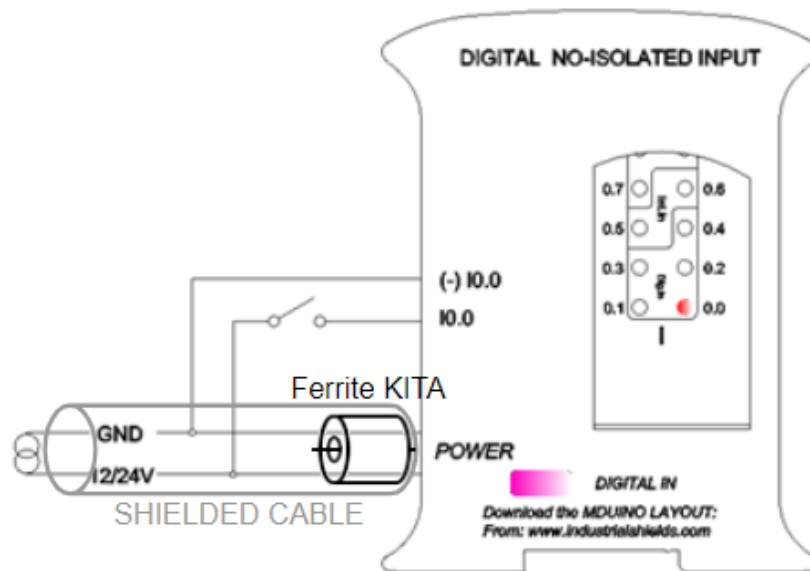 DIGITAL NO-ISOLATED INPUT
0.7
0.6
0.5
0.4
0.3
0.2
0.1
0.0
I
(-) I0.0
I0.0
Ferrite KITA
GND
12/24V
POWER
SHIELDED CABLE
DIGITAL IN
Download the MDUINO LAYOUT:
From: www.industrialshields.com